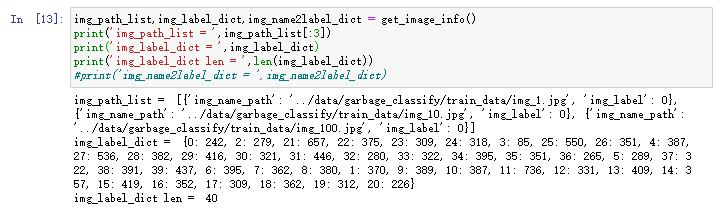 In [13]: img_path_list,img_label_dict,img_name2label_dict = get_image_info()
print('img_path_list = ',img_path_list[:3])
print('img_label_dict = ',img_label_dict)
print('img_label_dict len = ',len(img_label_dict))
#print('img_name2label_dict = ',img_name2label_dict)
img_path_list =  [{'img_name_path': '../data/garbage_classify/train_data/img_1.jpg', 'img_label': 0},
{'img_name_path': '../data/garbage_classify/train_data/img_10.jpg', 'img_label': 0}, {'img_name_path':
'../data/garbage_classify/train_data/img_100.jpg', 'img_label': 0}]
img_label_dict =  {0: 242, 2: 279, 21: 657, 22: 375, 23: 309, 24: 318, 3: 85, 25: 550, 26: 351, 4: 387,
27: 536, 28: 382, 29: 416, 30: 321, 31: 446, 32: 280, 33: 322, 34: 395, 35: 351, 36: 265, 5: 289, 37: 3
22, 38: 391, 39: 437, 6: 395, 7: 362, 8: 380, 1: 370, 9: 389, 10: 387, 11: 736, 12: 331, 13: 409, 14: 3
57, 15: 419, 16: 352, 17: 309, 18: 362, 19: 312, 20: 226}
img_label_dict len =  40